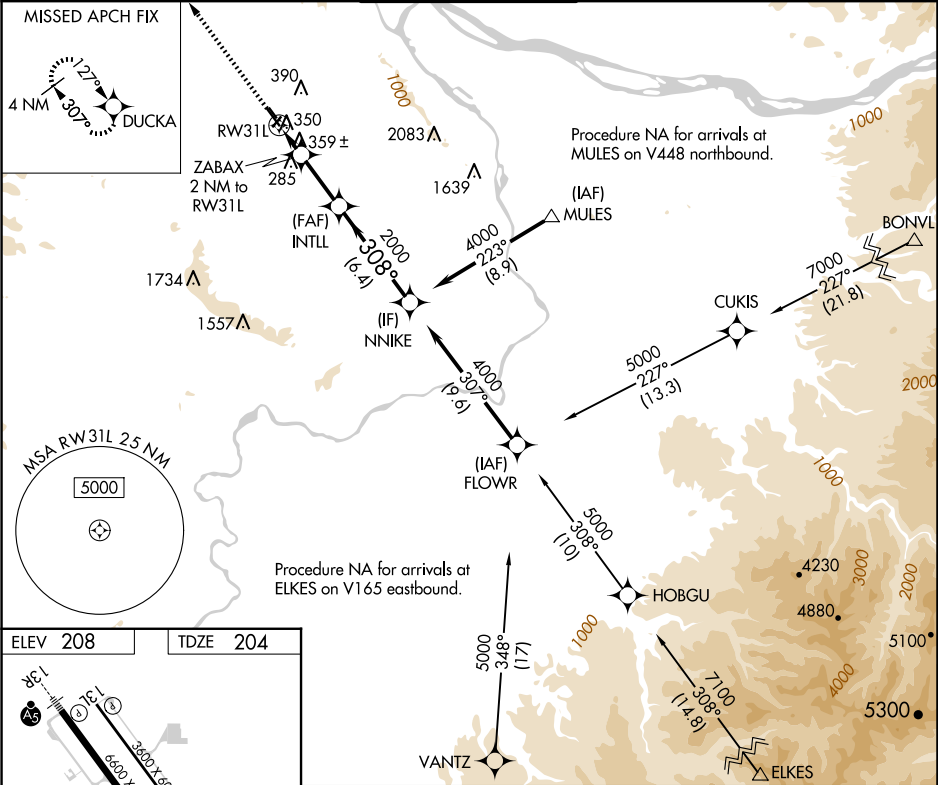 MISSED APCH FIX
127°
4 NM
307°
DUCKA
390
350
RW31L
359 ±
ZABAX
2 NM to
RW31L
285
(FAF)
INTLL
1000
2083
1639
Procedure NA for arrivals at
MULES on V448 northbound.
(IAF)
MULES
1000
BONVL
4000
223°
(8.9)
2000
308°
(6.4)
7000
227°
(21.8)
1734
1557
(IF)
NNIKE
CUKIS
5000
227°
(13.3)
2000
4000
307°
(9.6)
MSA RW31L 25 NM
5000
(IAF)
FLOWR
1000
5000
308°
(10)
Procedure NA for arrivals at
ELKES on V165 eastbound.
HOBGU
4230
3000
2000
4880
5100
1000
4000
5300
5000
348°
(17)
7100
308°
(14.8)
VANTZ
ELKES
ELEV 208
TDZE 204
13R
13L
P
P
A5
6600 X
3600 X 60